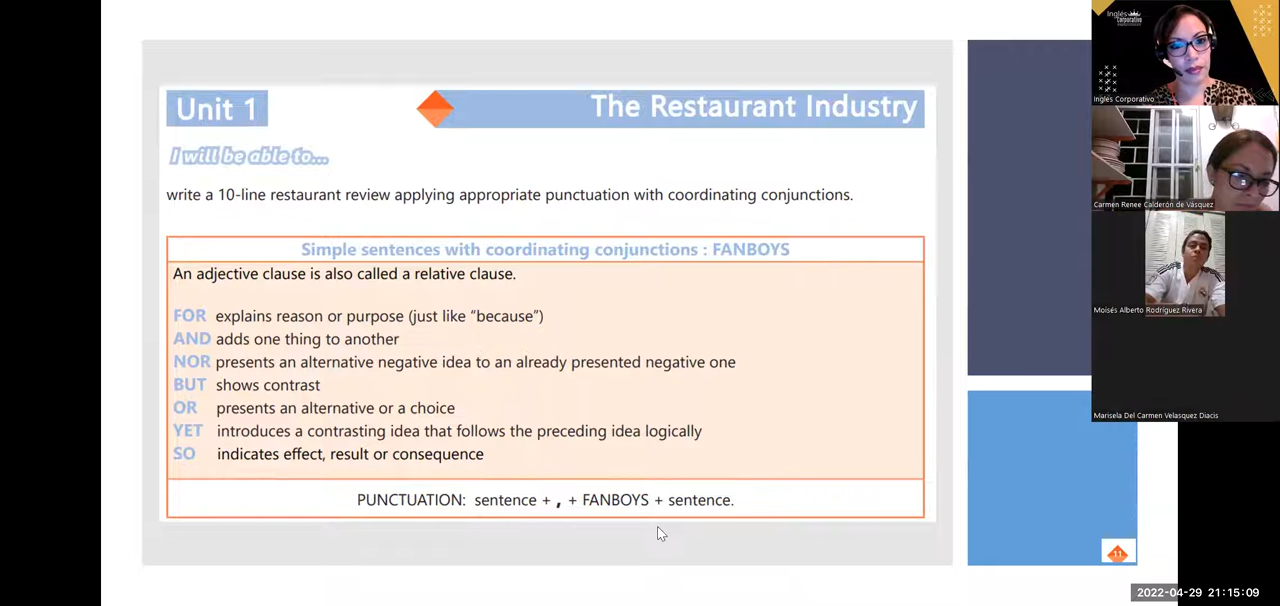 Unit 1
The Restaurant Industry
I will be able to...
write a 10-line restaurant review applying appropriate punctuation with coordinating conjunctions.
Simple sentences with coordinating conjunctions : FANBOYS
An adjective clause is also called a relative clause.
FOR explains reason or purpose (just like “because”)
AND adds one thing to another
NOR presents an alternative negative idea to an already presented negative one
BUT shows contrast
OR presents an alternative or a choice
YET introduces a contrasting idea that follows the preceding idea logically
SO indicates effect, result or consequence
PUNCTUATION: sentence + , + FANBOYS + sentence.
11
Inglés
Corporativo
Inglés Corporativo
Carmen Renee Calderón de Vásquez
Moisés Alberto Rodríguez Rivera
Marisela Del Carmen Velasquez Diacis
2022-04-29 21:15:09